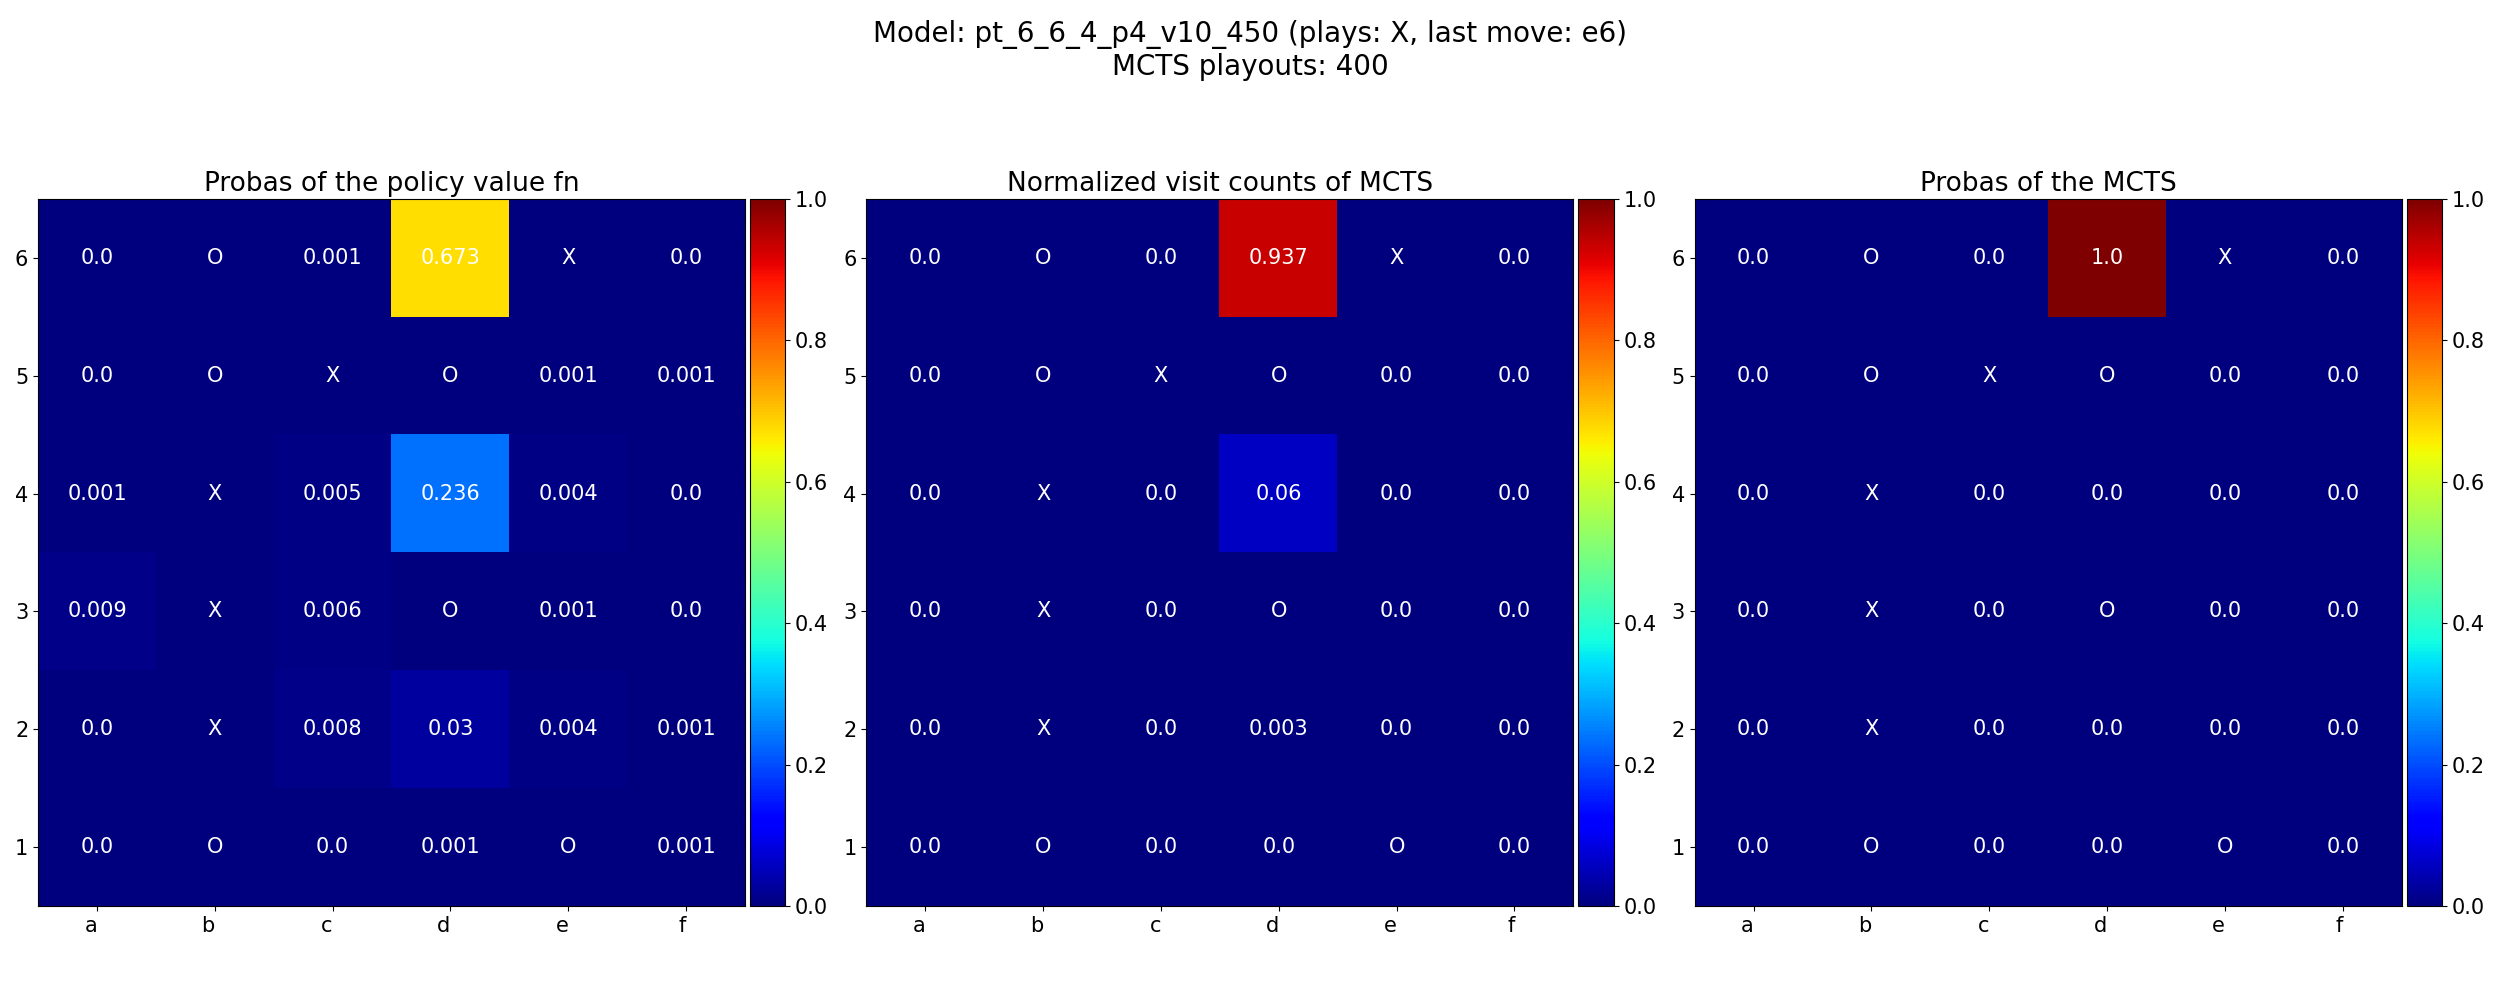 Model: pt_6_6_4_p4_v10_450 (plays: X, last move: e6)
MCTS playouts: 400
Probas of the policy value fn
1.0
6 0.0 O 0.001 0.673 X 0.0
0.8
5 0.0 O X O 0.001 0.001
4 0.001 X 0.005 0.236 0.004 0.0
0.6
3 0.009 X 0.006 O 0.001 0.0
0.4
2 0.0 X 0.008 0.03 0.004 0.001
0.2
1 0.0 O 0.0 0.001 O 0.001
0.0
a b c d e f
Normalized visit counts of MCTS
1.0
6 0.0 O 0.0 0.937 X 0.0
0.8
5 0.0 O X O 0.0 0.0
4 0.0 X 0.0 0.06 0.0 0.0
0.6
3 0.0 X 0.0 O 0.0 0.0
0.4
2 0.0 X 0.0 0.003 0.0 0.0
0.2
1 0.0 O 0.0 0.0 O 0.0
0.0
a b c d e f
Probas of the MCTS
1.0
6 0.0 O 0.0 1.0 X 0.0
0.8
5 0.0 O X O 0.0 0.0
4 0.0 X 0.0 0.0 0.0 0.0
0.6
3 0.0 X 0.0 O 0.0 0.0
0.4
2 0.0 X 0.0 0.0 0.0 0.0
0.2
1 0.0 O 0.0 0.0 O 0.0
0.0
a b c d e f